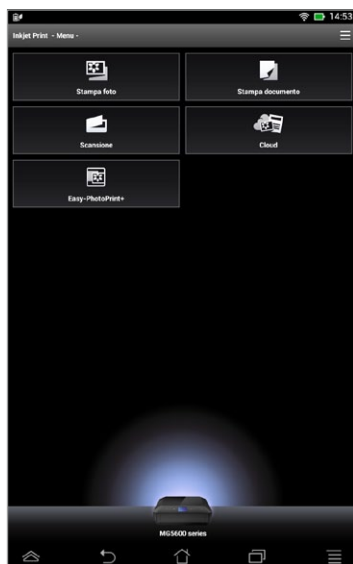 14:53
Inkjet Print - Menu -
Stampa foto
Stampa documento
Scansione
Cloud
Easy-PhotoPrint+
MG5600 series